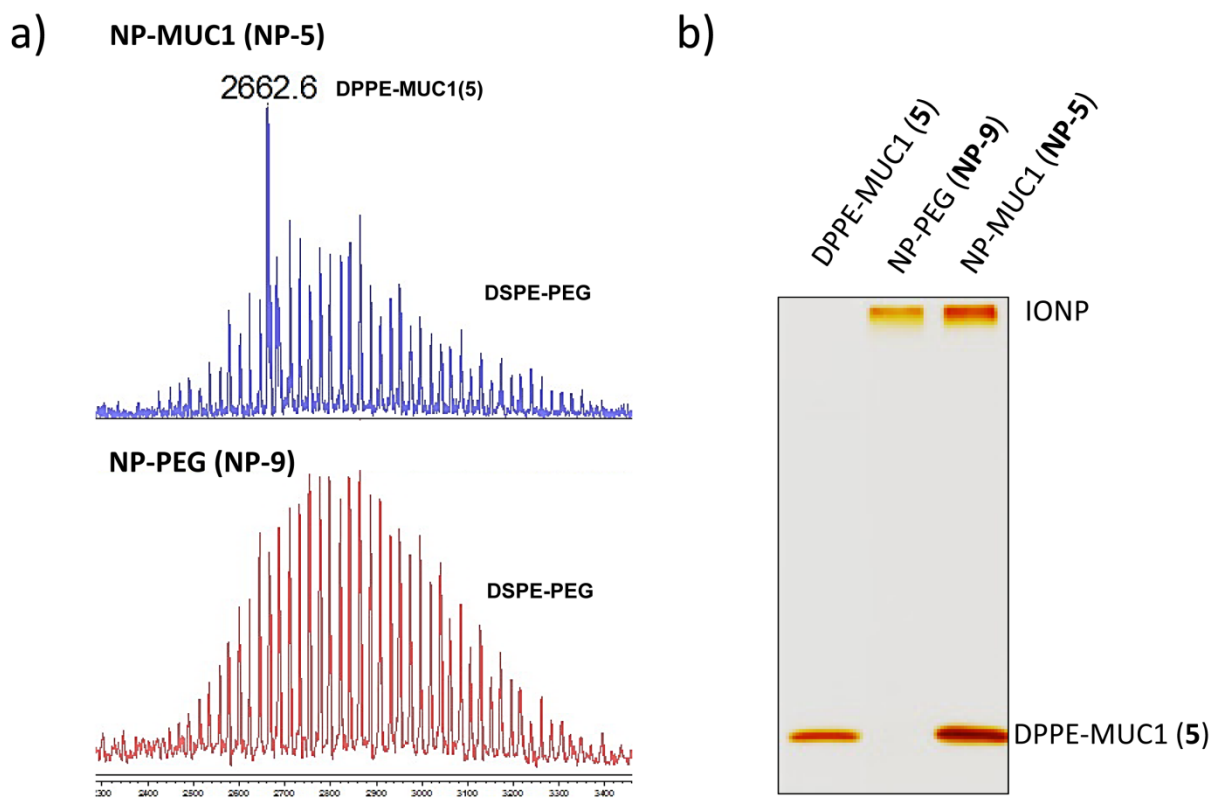 a)
NP-MUC1 (NP-5)
2662.6
DPPE-MUC1(5)
DSPE-PEG
NP-PEG (NP-9)
DSPE-PEG
2300 2400 2500 2600 2700 2800 2900 3000 3100 3200 3300 3400
b)
DPPE-MUC1 (5)
NP-PEG (NP-9)
NP-MUC1 (NP-5)
IONP
DPPE-MUC1 (5)